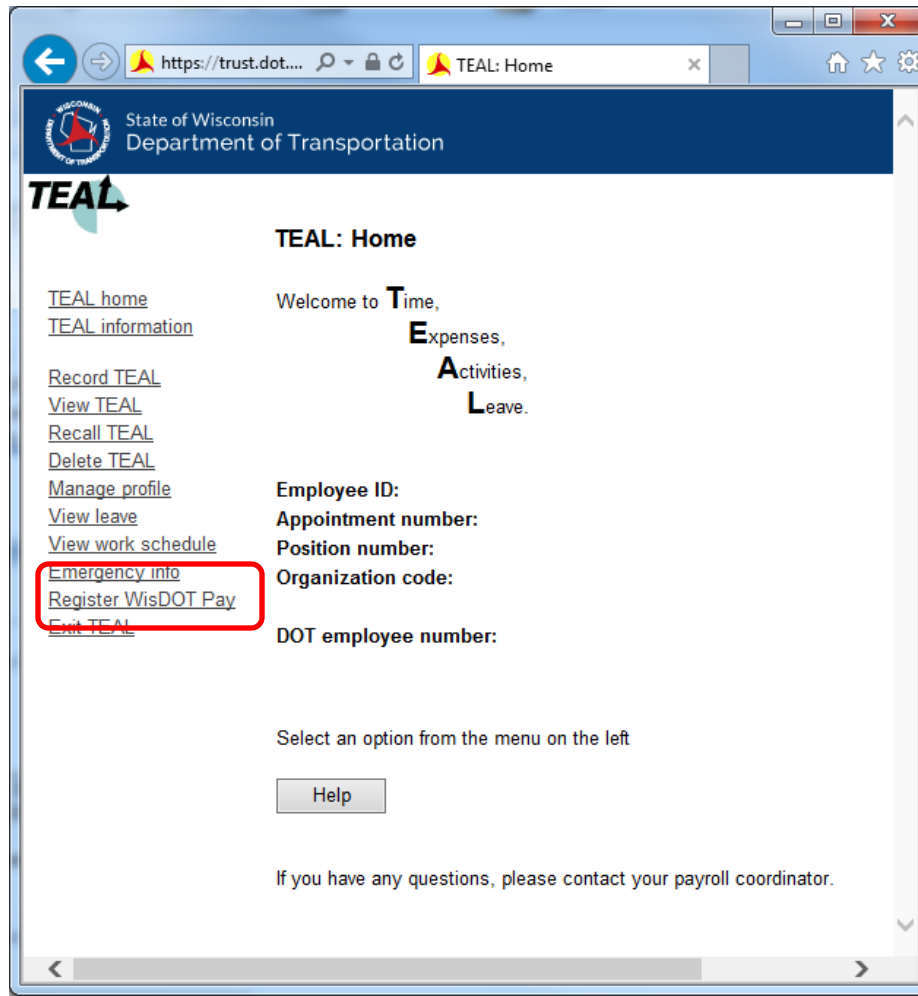 https://trust.dot....
TEAL: Home
WISCONSIN
DEPARTMENT OF TRANSPORTATION
State of Wisconsin
Department of Transportation
TEAL
TEAL: Home
TEAL home
TEAL information
Record TEAL
View TEAL
Recall TEAL
Delete TEAL
Manage profile
View leave
View work schedule
Emergency info
Register WisDOT Pay
Exit TEAL
Welcome to Time,
Expenses,
Activities,
Leave.
Employee ID:
Appointment number:
Position number:
Organization code:
DOT employee number:
Select an option from the menu on the left
Help
If you have any questions, please contact your payroll coordinator.